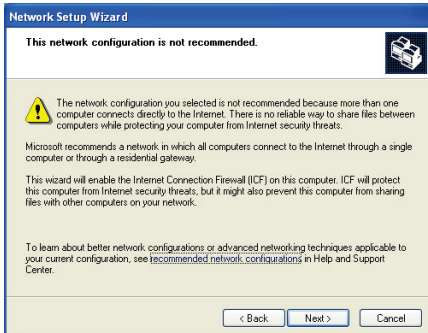 Network Setup Wizard
This network configuration is not recommended.
The network configuration you selected is not recommended because more than one
computer connects directly to the Internet. There is no reliable way to share files between
computers while protecting your computer from Internet security threats.
Microsoft recommends a network in which all computers connect to the Internet through a single
computer or through a residential gateway.
This wizard will enable the Internet Connection Firewall (ICF) on this computer. ICF will protect
this computer from Internet security threats, but it might also prevent this computer from sharing
files with other computers on your network.
To learn about better network configurations or advanced networking techniques applicable to
your current configuration, see recommended network configurations in Help and Support
Center.
< Back Next > Cancel